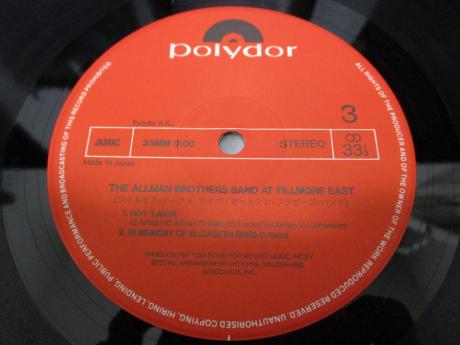 polydor
Polydor K.K.,
3
JASRAC
35MM
STEREO
33⅓
Made in Japan
THE ALLMAN BROTHERS BAND AT FILLMORE EAST
1. HOT 'LANTA
2. IN MEMORY OF ELIZABETH REED
PRODUCED BY TOM DOWD FOR NO EXIT MUSIC, INC. BY
SPECIAL ARRANGEMENT WITH PHIL WALDEN AND
ASSOCIATES, INC.
ALL RIGHTS OF THE PRODUCER AND OF THE OWNER OF THE WORK REPRODUCED RESERVED. UNAUTHORISED COPYING, HIRING, LENDING, PUBLIC PERFORMANCE AND BROADCASTING OF THIS RECORD PROHIBITED.